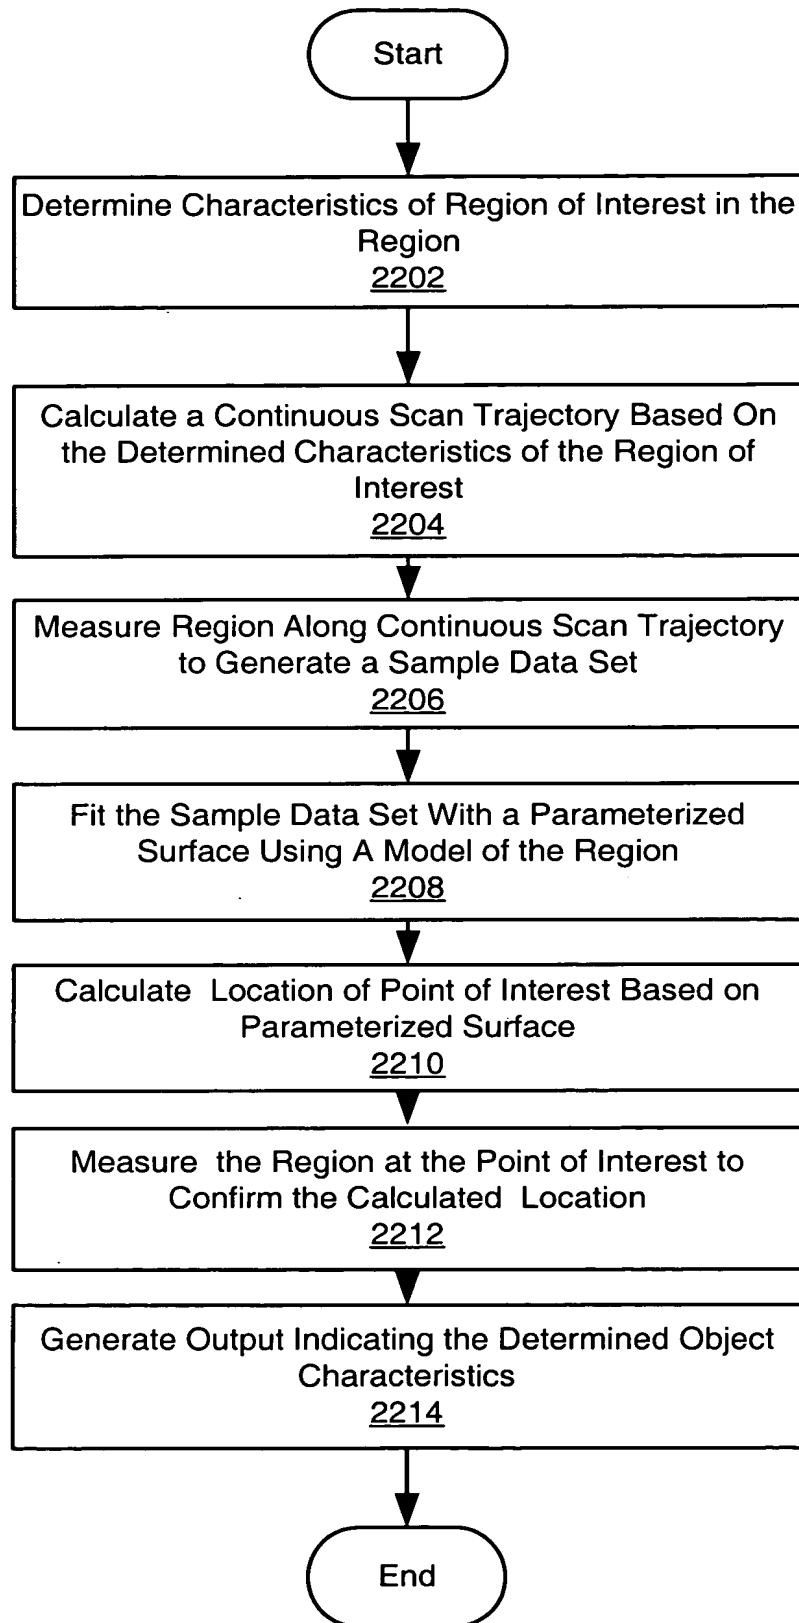 Start
Determine Characteristics of Region of Interest in the
Region
2202
Calculate a Continuous Scan Trajectory Based On
the Determined Characteristics of the Region of
Interest
2204
Measure Region Along Continuous Scan Trajectory
to Generate a Sample Data Set
2206
Fit the Sample Data Set With a Parameterized
Surface Using A Model of the Region
2208
Calculate Location of Point of Interest Based on
Parameterized Surface
2210
Measure the Region at the Point of Interest to
Confirm the Calculated Location
2212
Generate Output Indicating the Determined Object
Characteristics
2214
End